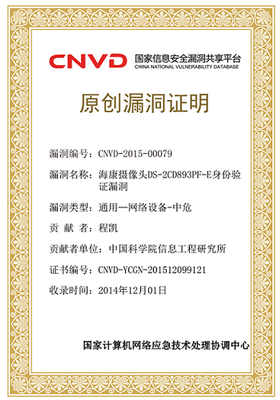 CNVD 国家信息安全漏洞共享平台
CHINA NATIONAL VULNERABILITY DATABASE
原创漏洞证明
漏洞编号：CNVD-2015-00079
漏洞名称：海康摄像头DS-2CD893PF-E身份验
证漏洞
漏洞类型：通用—网络设备-中危
贡献者：程凯
贡献者单位：中国科学院信息工程研究所
证书编号：CNVD-YCGN-201512099121
收录时间：2014年12月01日
国家计算机网络应急技术处理协调中心